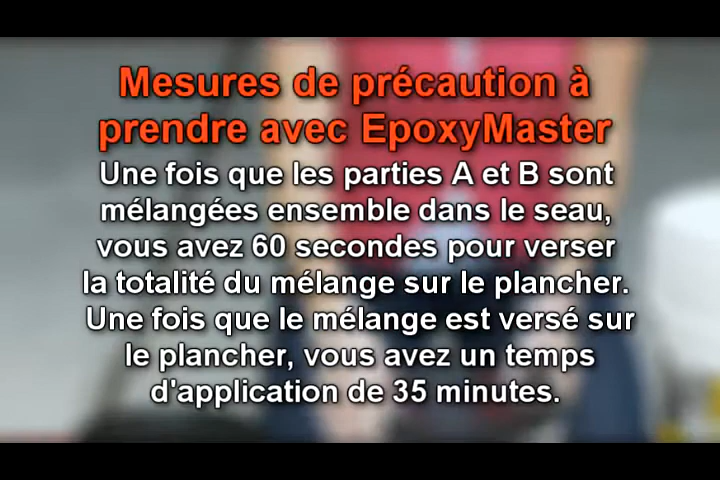 Mesures de précaution à
prendre avec EpoxyMaster
Une fois que les parties A et B sont
mélangées ensemble dans le seau,
vous avez 60 secondes pour verser
la totalité du mélange sur le plancher.
Une fois que le mélange est versé sur
le plancher, vous avez un temps
d'application de 35 minutes.